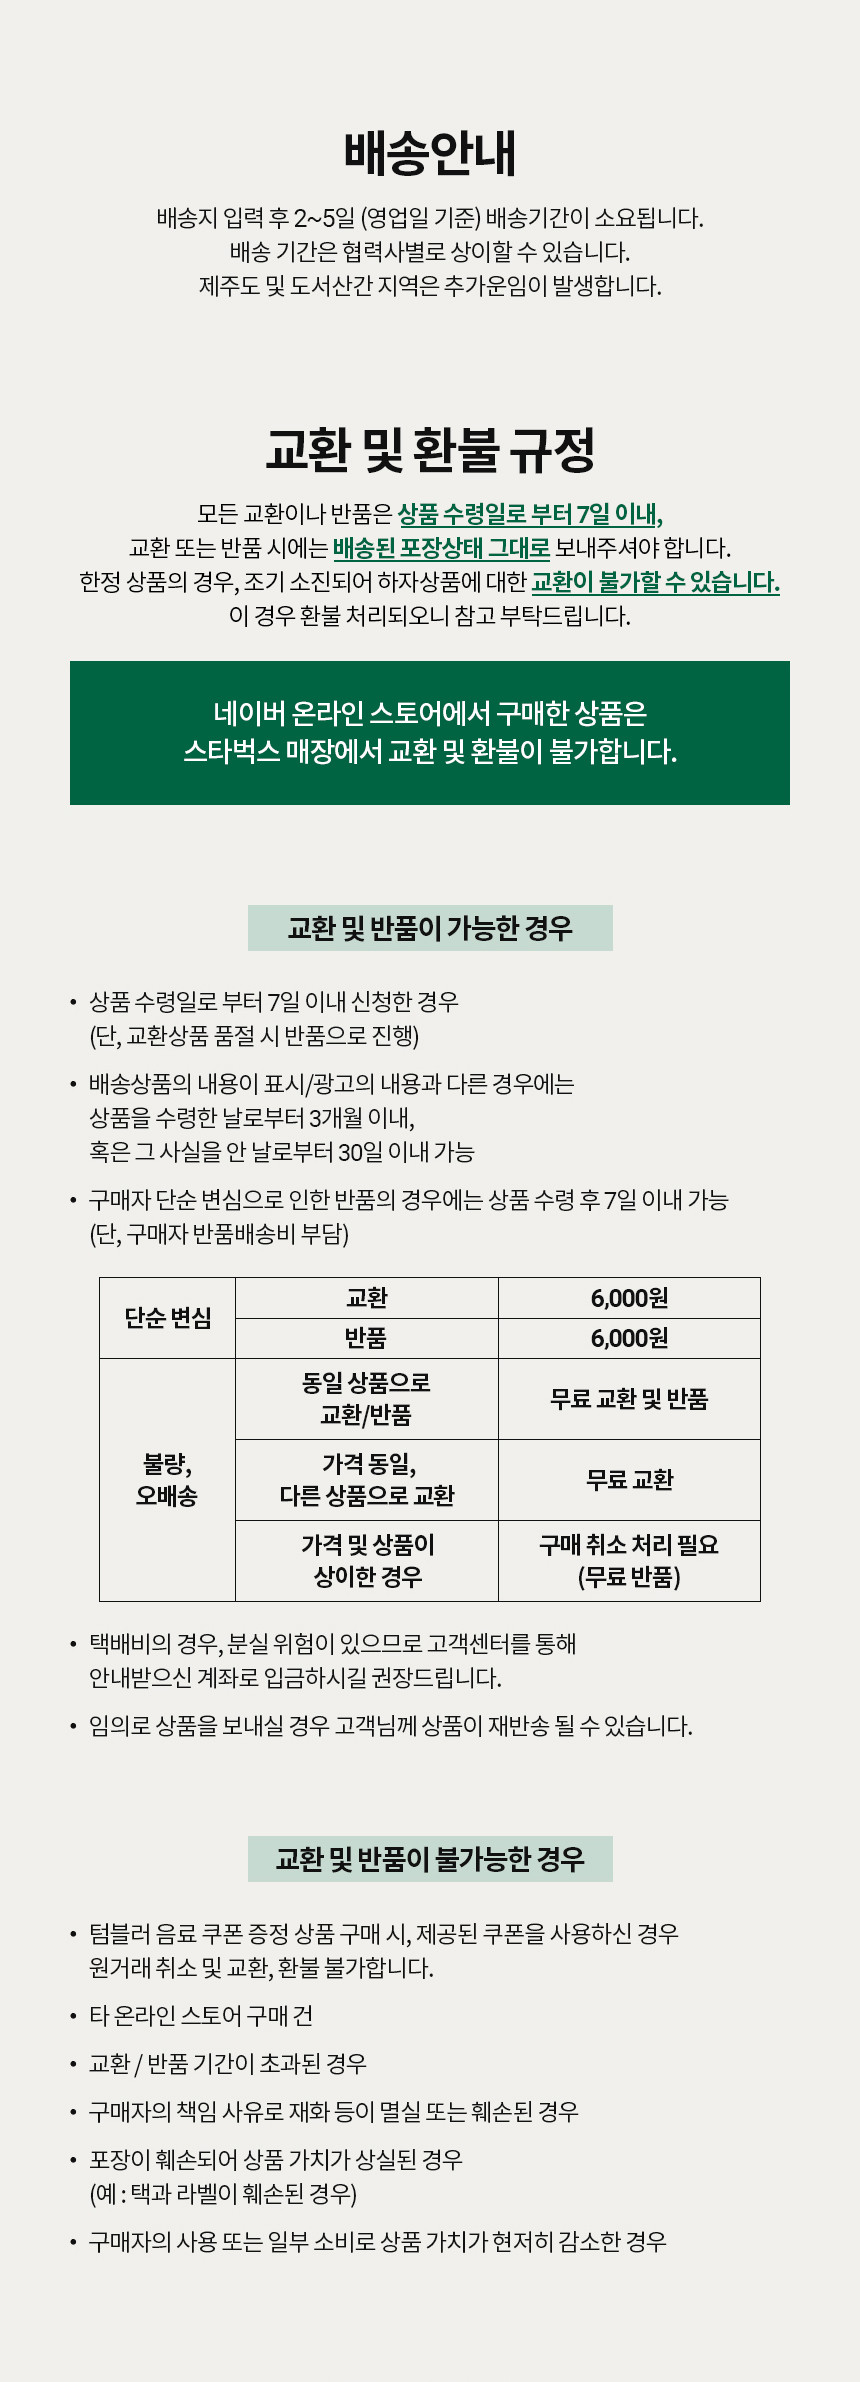 배송안내
배송지 입력 후 2~5일 (영업일 기준) 배송기간이 소요됩니다.
배송 기간은 협력사별로 상이할 수 있습니다.
제주도 및 도서산간 지역은 추가운임이 발생합니다.
교환 및 환불 규정
모든 교환이나 반품은 상품 수령일로 부터 7일 이내,
교환 또는 반품 시에는 배송된 포장상태 그대로 보내주셔야 합니다.
한정 상품의 경우, 조기 소진되어 하자상품에 대한 교환이 불가할 수 있습니다.
이 경우 환불 처리되오니 참고 부탁드립니다.
네이버 온라인 스토어에서 구매한 상품은
스타벅스 매장에서 교환 및 환불이 불가합니다.
교환 및 반품이 가능한 경우
• 상품 수령일로 부터 7일 이내 신청한 경우
(단, 교환상품 품절 시 반품으로 진행)
• 배송상품의 내용이 표시/광고의 내용과 다른 경우에는
상품을 수령한 날로부터 3개월 이내,
혹은 그 사실을 안 날로부터 30일 이내 가능
• 구매자 단순 변심으로 인한 반품의 경우에는 상품 수령 후 7일 이내 가능
(단, 구매자 반품배송비 부담)
단순 변심
교환
6,000원
반품
6,000원
불량,
오배송
동일 상품으로
교환/반품
무료 교환 및 반품
가격 동일,
다른 상품으로 교환
무료 교환
가격 및 상품이
상이한 경우
구매 취소 처리 필요
(무료 반품)
• 택배비의 경우, 분실 위험이 있으므로 고객센터를 통해
안내받으신 계좌로 입금하시길 권장드립니다.
• 임의로 상품을 보내실 경우 고객님께 상품이 재반송 될 수 있습니다.
교환 및 반품이 불가능한 경우
• 텀블러 음료 쿠폰 증정 상품 구매 시, 제공된 쿠폰을 사용하신 경우
원거래 취소 및 교환, 환불 불가합니다.
• 타 온라인 스토어 구매 건
• 교환 / 반품 기간이 초과된 경우
• 구매자의 책임 사유로 재화 등이 멸실 또는 훼손된 경우
• 포장이 훼손되어 상품 가치가 상실된 경우
(예 : 택과 라벨이 훼손된 경우)
• 구매자의 사용 또는 일부 소비로 상품 가치가 현저히 감소한 경우